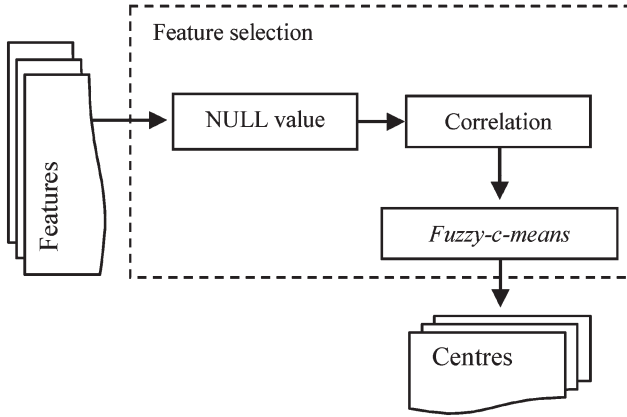 Feature selection
NULL value
Correlation
Features
Fuzzy-c-means
Centres